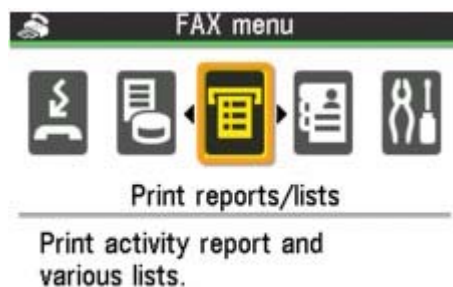 FAX menu
Print reports/lists
Print activity report and
various lists.